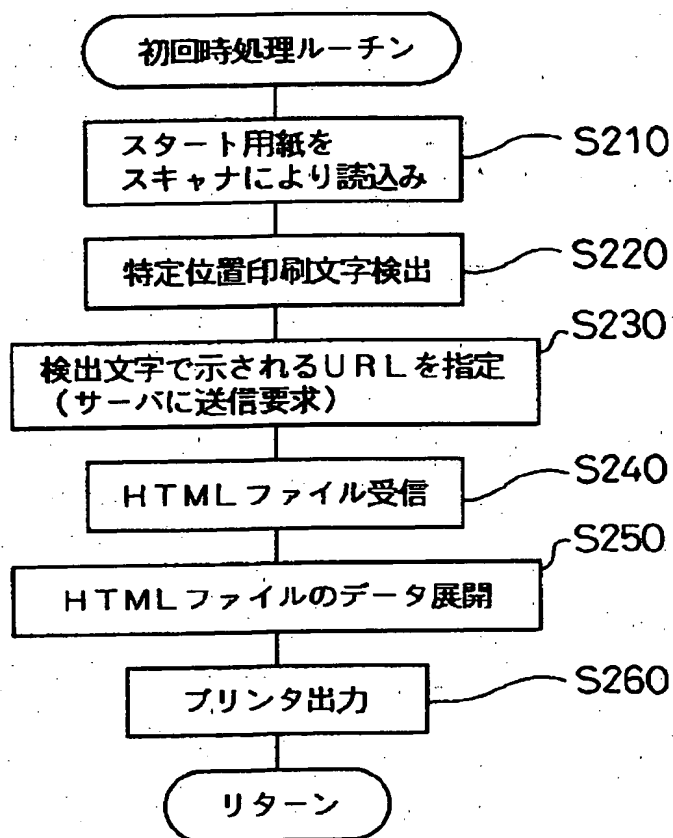 初回時処理ルーチン
スタート用紙を
スキャナにより読込み
S210
特定位置印刷文字検出
S220
検出文字で示されるURLを指定
(サーバに送信要求)
S230
HTMLファイル受信
S240
HTMLファイルのデータ展開
S250
プリンタ出力
S260
リターン